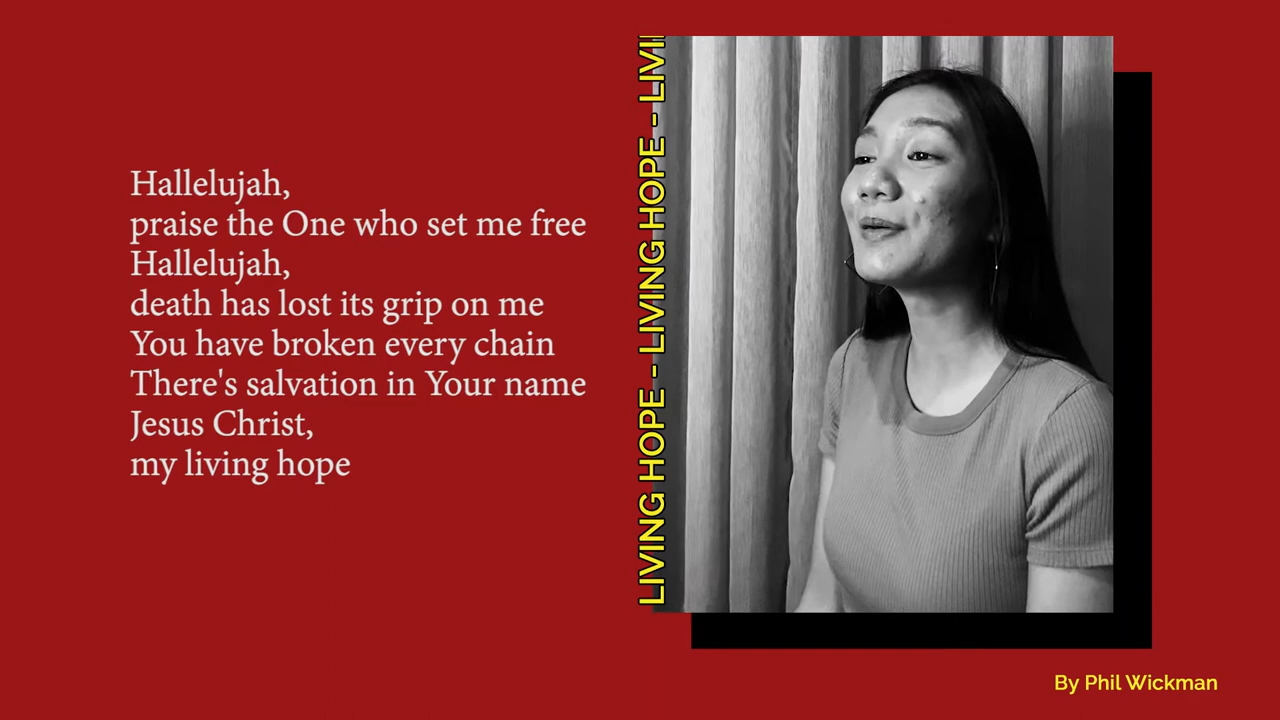 Hallelujah,
praise the One who set me free
Hallelujah,
death has lost its grip on me
You have broken every chain
There's salvation in Your name
Jesus Christ,
my living hope
LIVING HOPE - LIVING HOPE - LIVI
By Phil Wickman